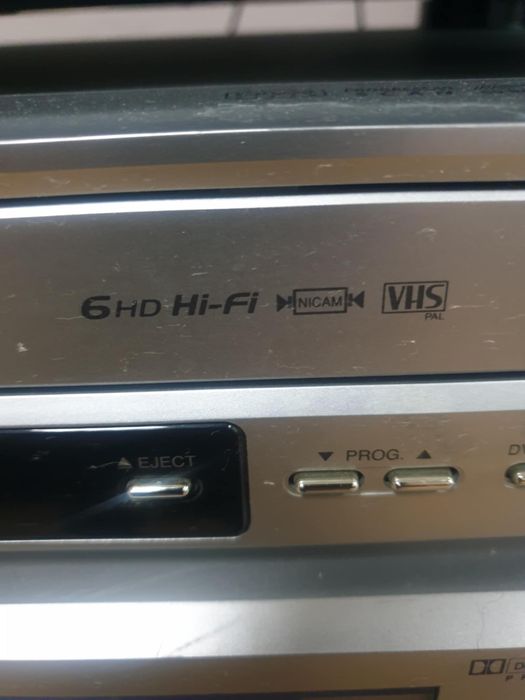 6HD Hi-Fi NICAM VHS
PAL
EJECT
PROG.